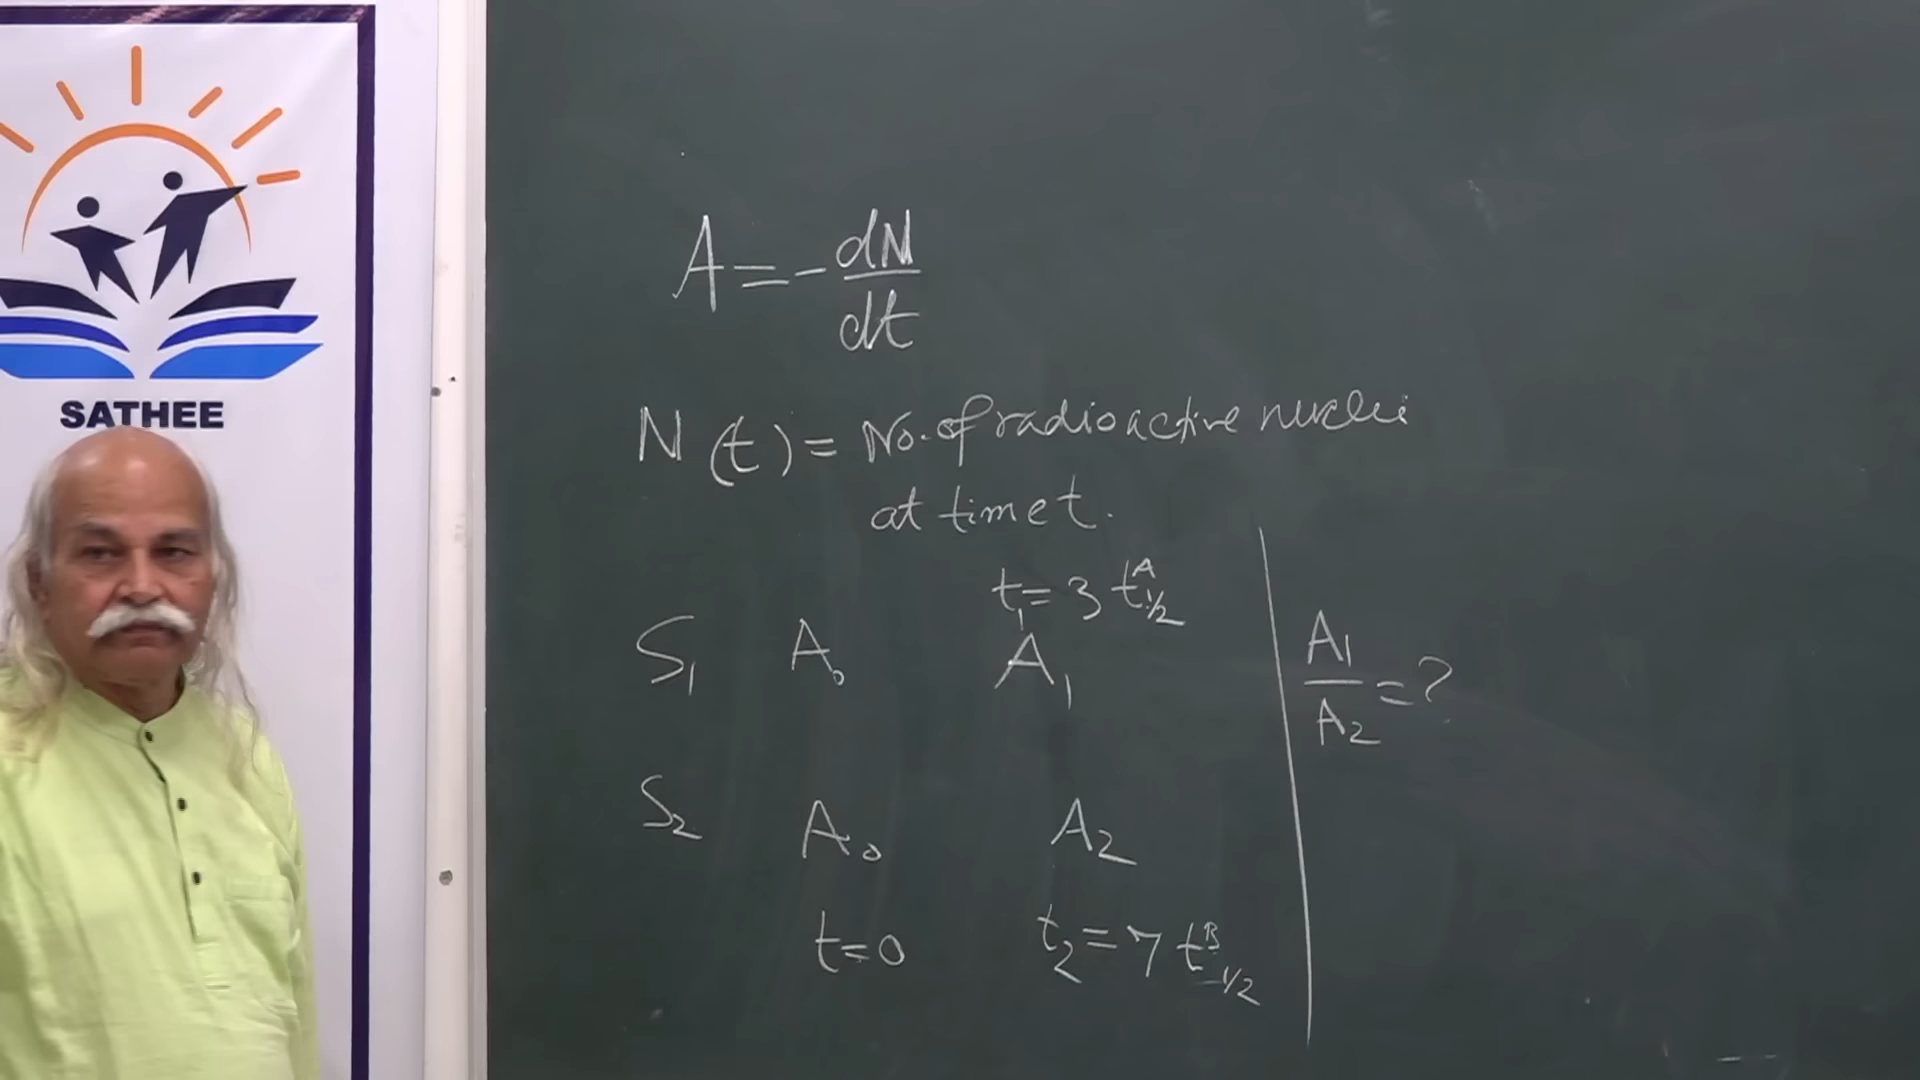 SATHEE
A = - dN/dt
N(t) = No. of radioactive nuclei
at time t.
t₁ = 3 t^A_1/2
S₁ A₀ A₁
A₁/A₂ = ?
S₂ A₀ A₂
t=0 t₂ = 7 t^B_1/2